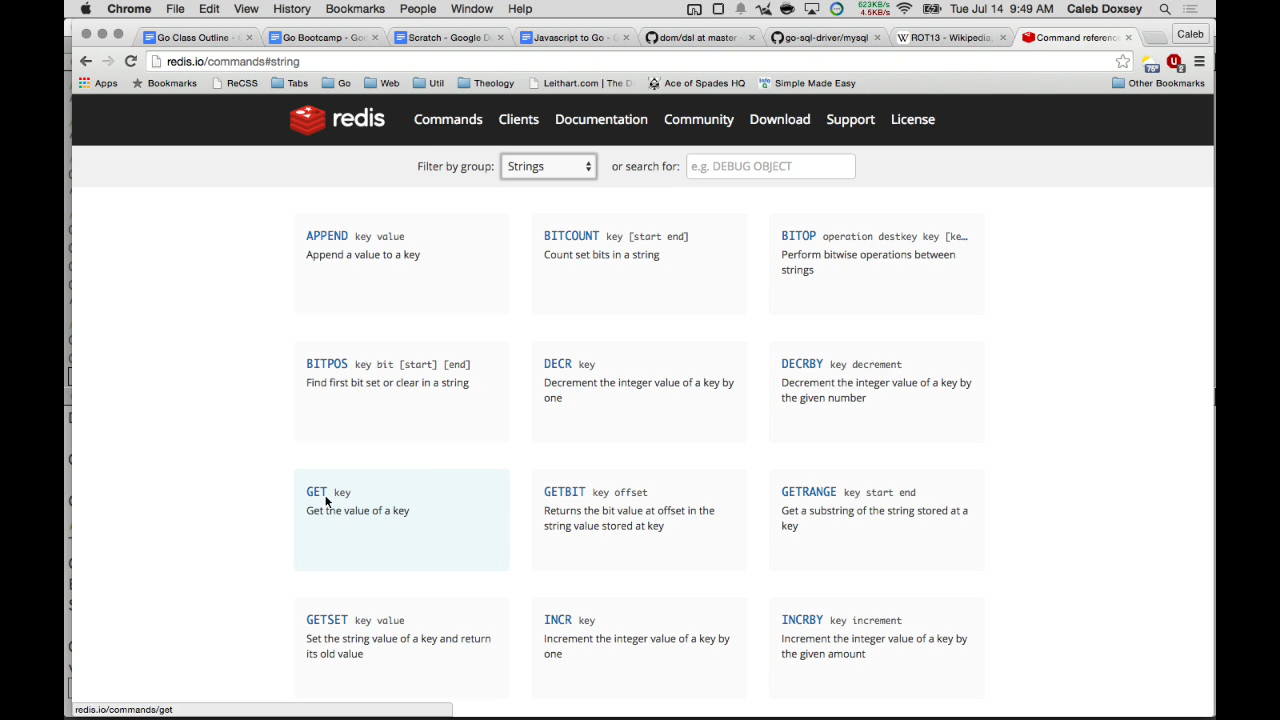 Chrome File Edit View History Bookmarks People Window Help 623KB/s 4.5KB/s Tue Jul 14 9:49 AM Caleb Doxsey
Go Class Outline - Go Bootcamp - Go Scratch - Google D Javascript to Go - dom/dsl at master go-sql-driver/mysql ROT13 - Wikipedia, Command referenc Caleb
redis.io/commands#string
Apps Bookmarks ReCSS Tabs Go Web Util Theology Leithart.com | The D Ace of Spades HQ Simple Made Easy Other Bookmarks
redis Commands Clients Documentation Community Download Support License
Filter by group: Strings or search for: e.g. DEBUG OBJECT
APPEND key value
Append a value to a key
BITCOUNT key [start end]
Count set bits in a string
BITOP operation destkey key [ke…
Perform bitwise operations between
strings
BITPOS key bit [start] [end]
Find first bit set or clear in a string
DECR key
Decrement the integer value of a key by
one
DECRBY key decrement
Decrement the integer value of a key by
the given number
GET key
Get the value of a key
GETBIT key offset
Returns the bit value at offset in the
string value stored at key
GETRANGE key start end
Get a substring of the string stored at a
key
GETSET key value
Set the string value of a key and return
its old value
INCR key
Increment the integer value of a key by
one
INCRBY key increment
Increment the integer value of a key by
the given amount
redis.io/commands/get